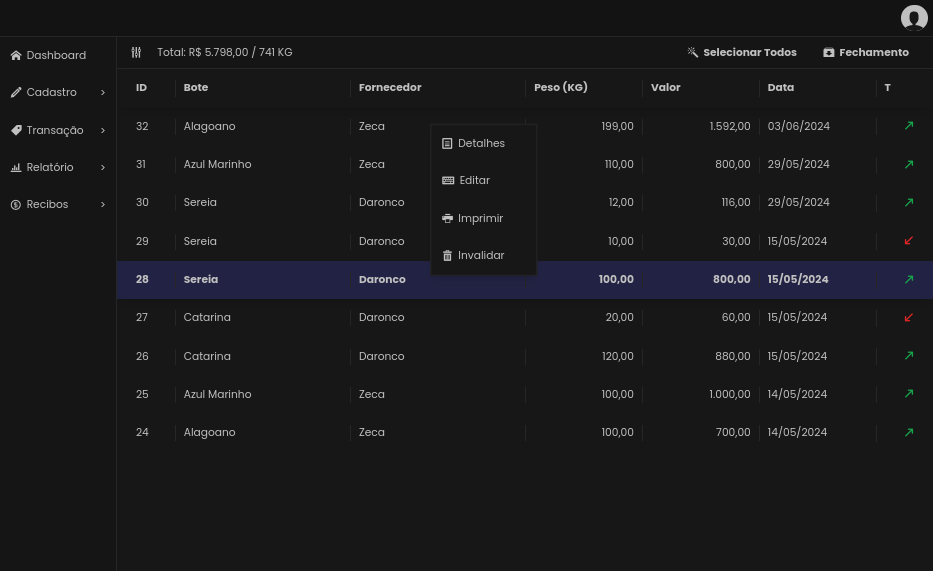 Total: R$ 5.798,00 / 741 KG Selecionar Todos Fechamento
Dashboard
Cadastro
Transação
Relatório
Recibos
ID Bote Fornecedor Peso (KG) Valor Data T
32 Alagoano Zeca 199,00 1.592,00 03/06/2024
31 Azul Marinho Zeca 110,00 800,00 29/05/2024
30 Sereia Daronco 12,00 116,00 29/05/2024
29 Sereia Daronco 10,00 30,00 15/05/2024
28 Sereia Daronco 100,00 800,00 15/05/2024
27 Catarina Daronco 20,00 60,00 15/05/2024
26 Catarina Daronco 120,00 880,00 15/05/2024
25 Azul Marinho Zeca 100,00 1.000,00 14/05/2024
24 Alagoano Zeca 100,00 700,00 14/05/2024
Detalhes
Editar
Imprimir
Invalidar